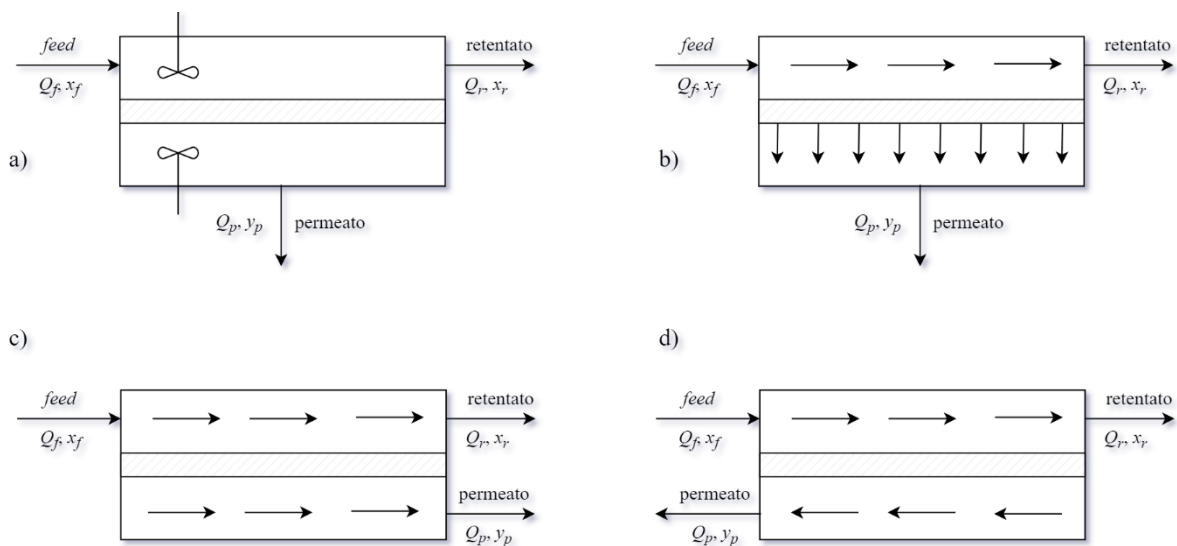 a)
feed
Q_f, x_f
retentato
Q_r, x_r
Q_p, y_p
permeato
b)
feed
Q_f, x_f
retentato
Q_r, x_r
Q_p, y_p
permeato
c)
feed
Q_f, x_f
retentato
Q_r, x_r
permeato
Q_p, y_p
d)
feed
Q_f, x_f
retentato
Q_r, x_r
permeato
Q_p, y_p